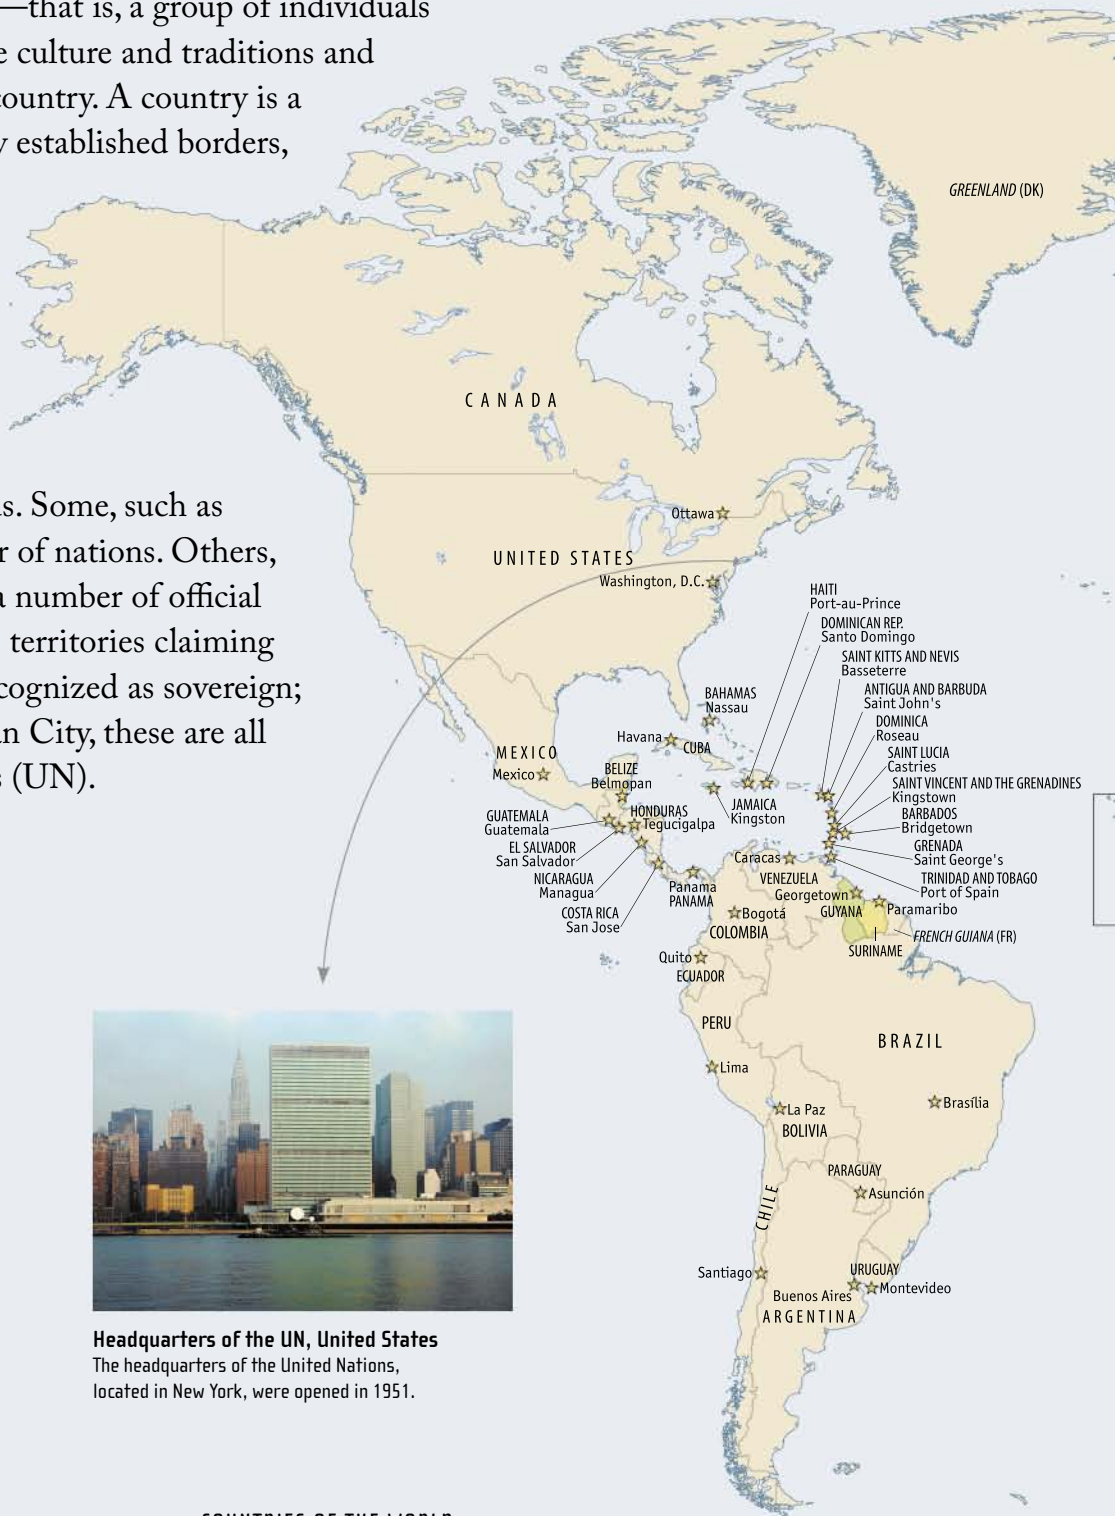 —that is, a group of individuals
e culture and traditions and
country. A country is a
y established borders,
GREENLAND (DK)
CANADA
as. Some, such as
r of nations. Others,
a number of official
territories claiming
cognized as sovereign;
an City, these are all
s (UN).
Ottawa
UNITED STATES
Washington, D.C.
HAITI
Port-au-Prince
DOMINICAN REP.
Santo Domingo
SAINT KITTS AND NEVIS
Basseterre
ANTIGUA AND BARBUDA
Saint John's
DOMINICA
Roseau
SAINT LUCIA
Castries
SAINT VINCENT AND THE GRENADINES
Kingstown
BARBADOS
Bridgetown
GRENADA
Saint George's
TRINIDAD AND TOBAGO
Port of Spain
BAHAMAS
Nassau
Havana
CUBA
MEXICO
Mexico
BELIZE
Belmopan
JAMAICA
Kingston
GUATEMALA
Guatemala
HONDURAS
Tegucigalpa
EL SALVADOR
San Salvador
NICARAGUA
Managua
COSTA RICA
San Jose
Panama
PANAMA
Caracas
VENEZUELA
Georgetown
GUYANA
Paramaribo
SURINAME
FRENCH GUIANA (FR)
Bogotá
COLOMBIA
Quito
ECUADOR
PERU
Lima
BRAZIL
Brasília
La Paz
BOLIVIA
PARAGUAY
Asunción
CHILE
Santiago
URUGUAY
Montevideo
Buenos Aires
ARGENTINA
Headquarters of the UN, United States
The headquarters of the United Nations,
located in New York, were opened in 1951.
COUNTRIES OF THE WORLD